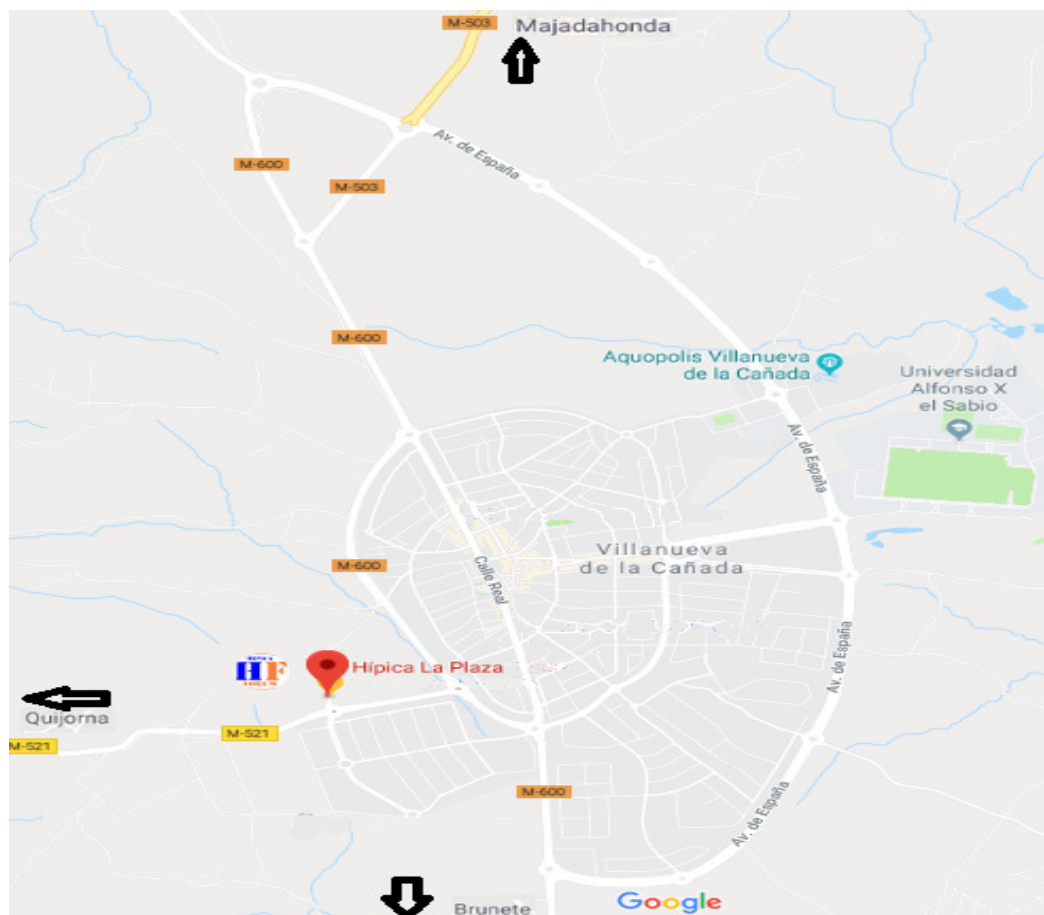 M-503
Majadahonda
Av. de España
M-600
M-503
M-600
Aquopolis Villanueva
de la Cañada
Universidad
Alfonso X
el Sabio
Av. de España
Villanueva
de la Cañada
M-600
Calle Real
HF
Hípica La Plaza
Av. de España
Quijorna
M-521
M-521
M-600
Av. de España
Brunete
Google